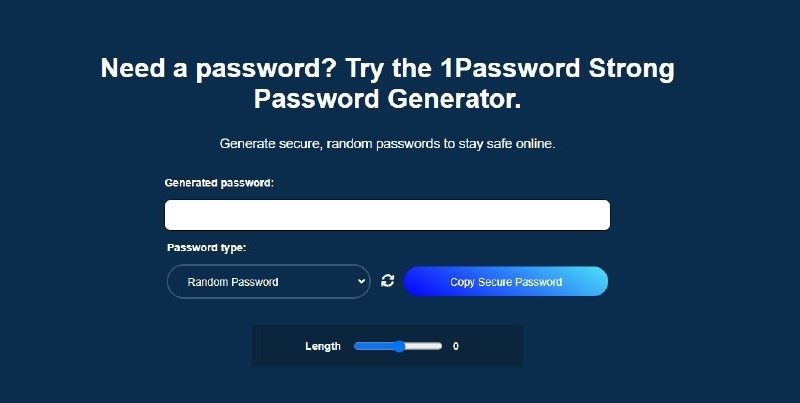 Need a password? Try the 1Password Strong
Password Generator.
Generate secure, random passwords to stay safe online.
Generated password:
Password type:
Random Password
Copy Secure Password
Length
0